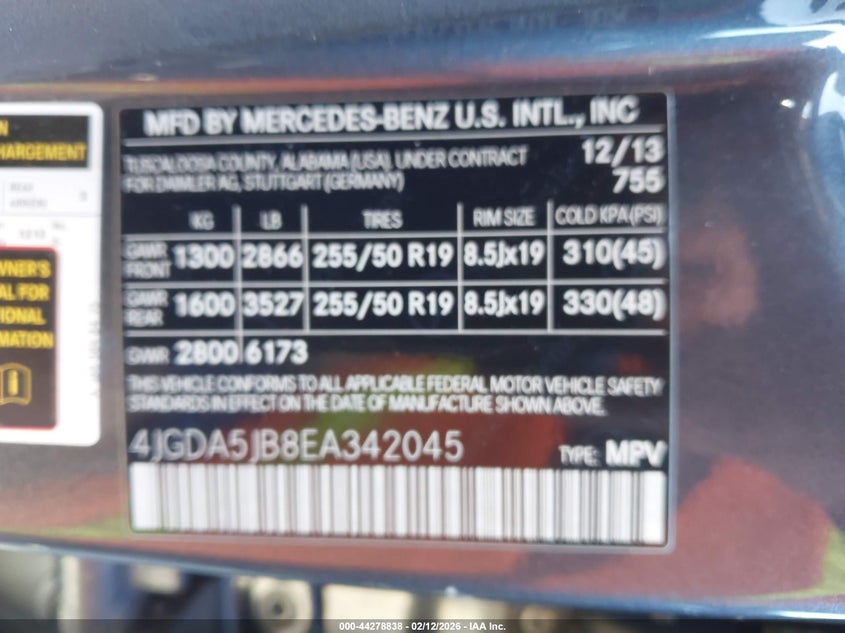 N
HARGEMENT
REAR
WNER'S
AL FOR
TIONAL
RMATION
MFD BY MERCEDES-BENZ U.S. INTL., INC
TUSCALOOSA COUNTY, ALABAMA (USA), UNDER CONTRACT 12/13
FOR DAIMLER AG, STUTTGART (GERMANY) 755
KG LB TIRES RIM SIZE COLD KPA (PSI)
GAWR FRONT 1300 2866 255/50 R19 8.5Jx19 310(45)
GAWR REAR 1600 3527 255/50 R19 8.5Jx19 330(48)
GVWR 2800 6173
THIS VEHICLE CONFORMS TO ALL APPLICABLE FEDERAL MOTOR VEHICLE SAFETY
STANDARDS IN EFFECT ON THE DATE OF MANUFACTURE SHOWN ABOVE.
4JGDA5JB8EA342045 TYPE: MPV
000-44278838 - 02/12/2026 - IAA Inc.